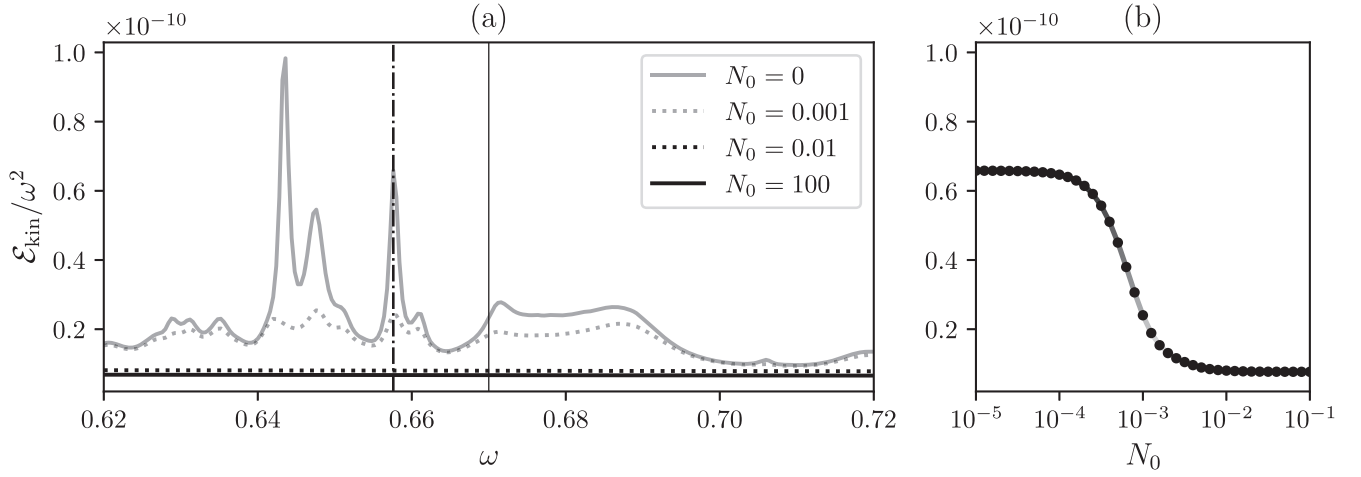 (a)
×10⁻¹⁰
1.0
0.8
0.6
0.4
0.2
ℰ_kin/ω²
N₀ = 0
N₀ = 0.001
N₀ = 0.01
N₀ = 100
0.62 0.64 0.66 0.68 0.70 0.72
ω
(b)
×10⁻¹⁰
1.0
0.8
0.6
0.4
0.2
10⁻⁵ 10⁻⁴ 10⁻³ 10⁻² 10⁻¹
N₀